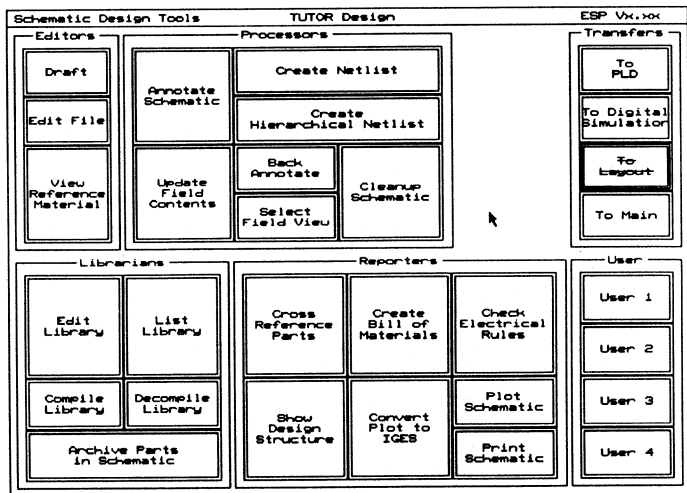 Schematic Design Tools TUTOR Design ESP Vx.xx
Editors
Draft
Edit File
View
Reference
Material
Processors
Annotate
Schematic
Create Netlist
Create
Hierarchical Netlist
Update
Field
Contents
Back
Annotate
Select
Field View
Cleanup
Schematic
Transfers
To
PLD
To Digital
Simulation
To
Layout
To Main
Librarians
Edit
Library
List
Library
Compile
Library
Decompile
Library
Archive Parts
in Schematic
Reporters
Cross
Reference
Parts
Create
Bill of
Materials
Check
Electrical
Rules
Show
Design
Structure
Convert
Plot to
IGES
Plot
Schematic
Print
Schematic
User
User 1
User 2
User 3
User 4